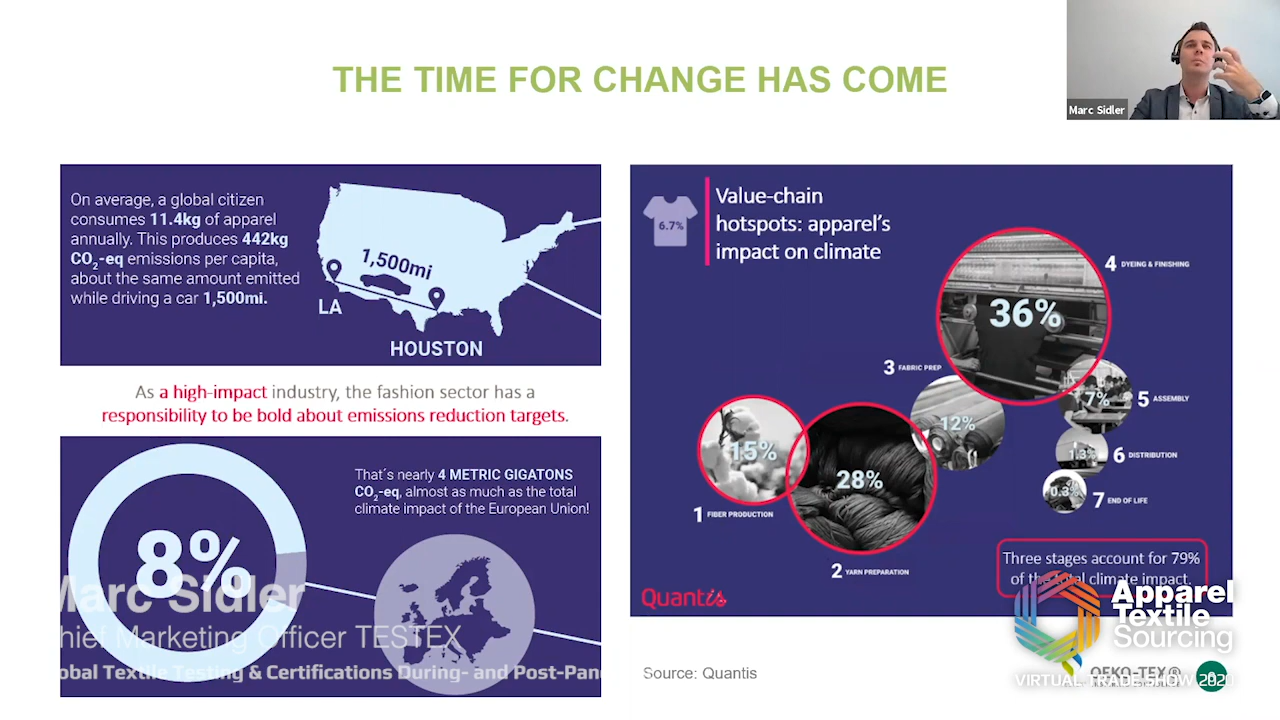 THE TIME FOR CHANGE HAS COME
Marc Sidler
On average, a global citizen
consumes 11.4kg of apparel
annually. This produces 442kg
CO2-eq emissions per capita,
about the same amount emitted
while driving a car 1,500mi.
1,500mi
LA
HOUSTON
As a high-impact industry, the fashion sector has a
responsibility to be bold about emissions reduction targets.
8%
That´s nearly 4 METRIC GIGATONS
CO2-eq, almost as much as the total
climate impact of the European Union!
Marc Sidler
Chief Marketing Officer TESTEX
Textile Testing & Certifications During- and
6.7%
Value-chain
hotspots: apparel's
impact on climate
36%
4 DYEING & FINISHING
3 FABRIC PREP
12%
7%
5 ASSEMBLY
15%
28%
1.3%
6 DISTRIBUTION
0.3%
7 END OF LIFE
1 FIBER PRODUCTION
2 YARN PREPARATION
Three stages account for 79%
of the total climate impact.
Quantis
Source: Quantis
Apparel
Textile
Sourcing
OEKO-TEX®
VIRTUAL TRADE SHOW 2020